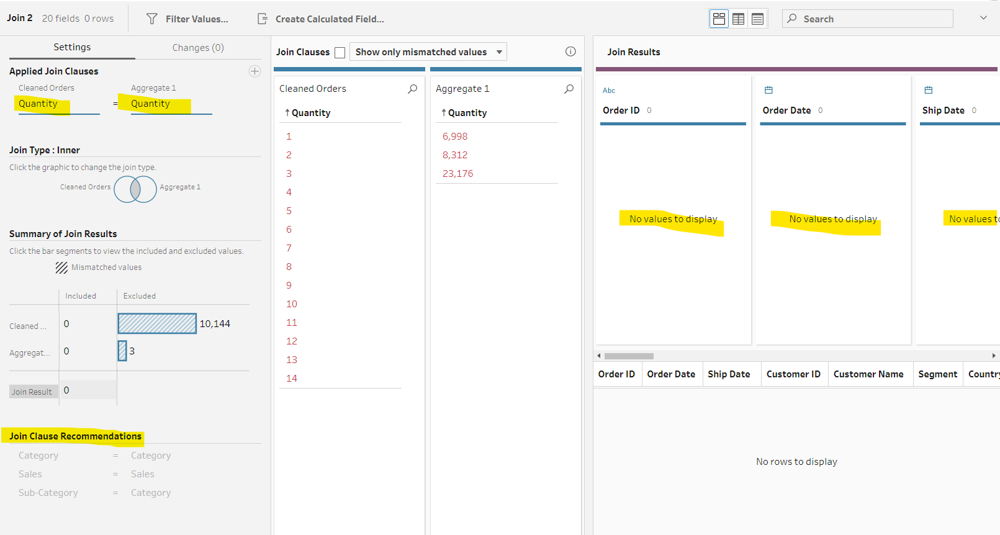 Join 2 20 fields 0 rows Filter Values... Create Calculated Field... Search
Settings Changes (0)
Applied Join Clauses
Cleaned Orders Aggregate 1
Quantity = Quantity
Join Type : Inner
Click the graphic to change the join type.
Cleaned Orders Aggregate 1
Summary of Join Results
Click the bar segments to view the included and excluded values.
Mismatched values
Included Excluded
Cleaned ... 0 10,144
Aggregat... 0 3
Join Result 0
Join Clause Recommendations
Category = Category
Sales = Sales
Sub-Category = Category
Join Clauses Show only mismatched values
Cleaned Orders
Quantity
1
2
3
4
5
6
7
8
9
10
11
12
13
14
Aggregate 1
Quantity
6,998
8,312
23,176
Join Results
Abc
Order ID 0 Order Date 0 Ship Date 0
No values to display No values to display No values to
Order ID Order Date Ship Date Customer ID Customer Name Segment Country
No rows to display